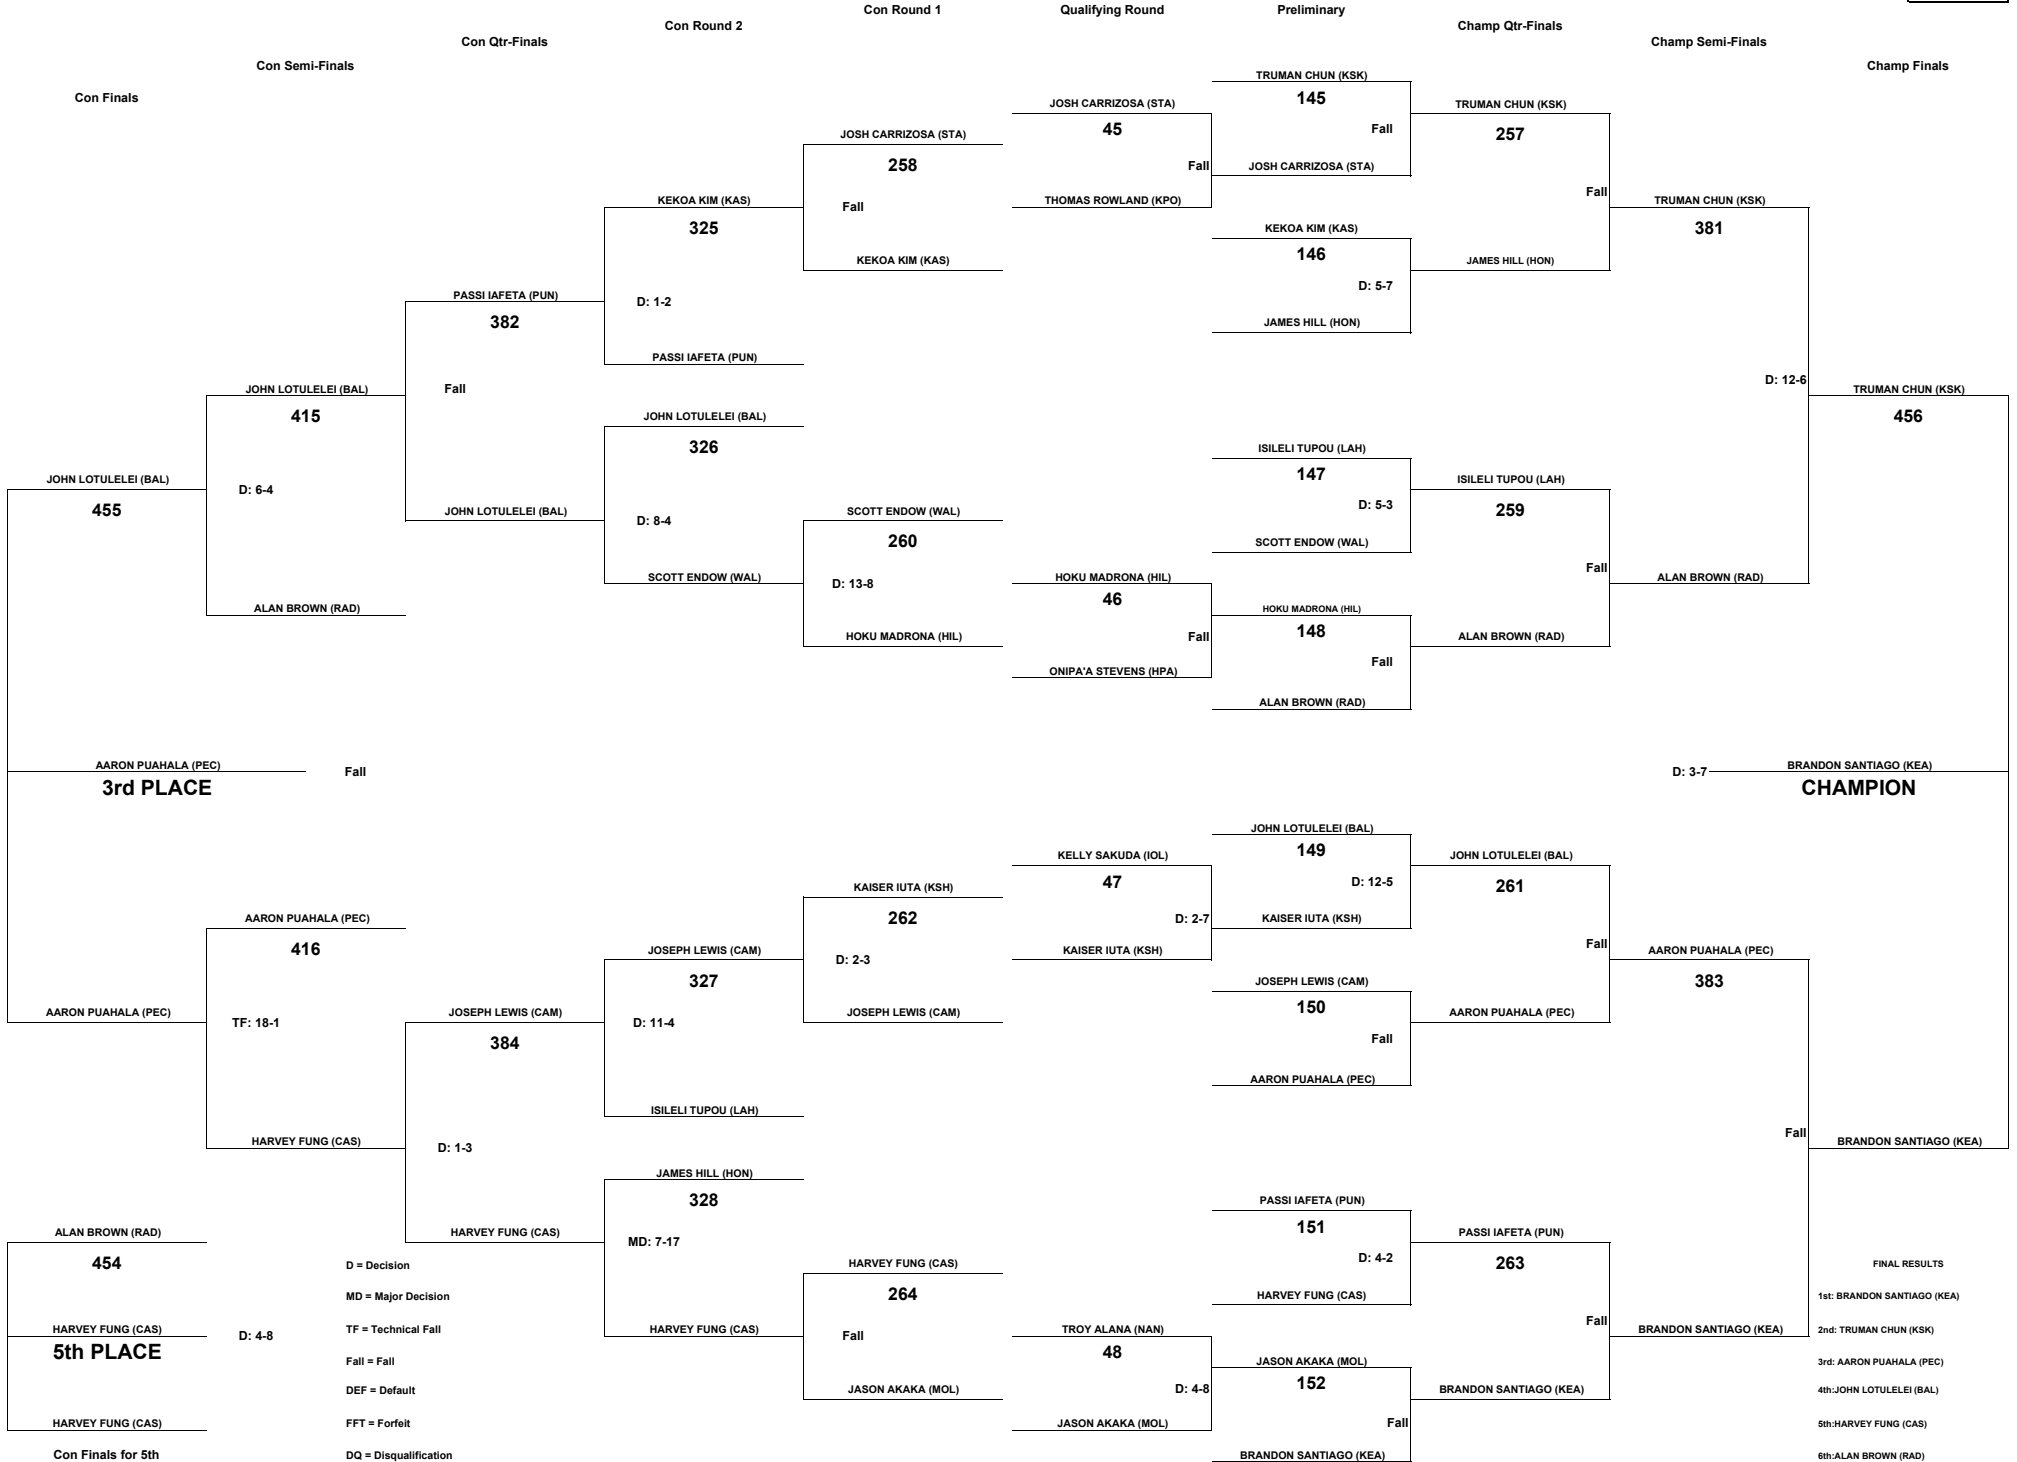 Con Round 1
Qualifying Round
Preliminary
Con Round 2
Champ Qtr-Finals
Con Qtr-Finals
Champ Semi-Finals
Con Semi-Finals
Champ Finals
Con Finals
TRUMAN CHUN (KSK)
145
Fall
JOSH CARRIZOSA (STA)
KEKOA KIM (KAS)
146
D: 5-7
JAMES HILL (HON)
ISILELI TUPOU (LAH)
147
D: 5-3
SCOTT ENDOW (WAL)
HOKU MADRONA (HIL)
148
Fall
ALAN BROWN (RAD)
JOHN LOTULELEI (BAL)
149
D: 12-5
KAISER IUTA (KSH)
JOSEPH LEWIS (CAM)
150
Fall
AARON PUAHALA (PEC)
PASSI IAFETA (PUN)
151
D: 4-2
HARVEY FUNG (CAS)
JASON AKAKA (MOL)
152
Fall
BRANDON SANTIAGO (KEA)
JOSH CARRIZOSA (STA)
45
Fall
THOMAS ROWLAND (KPO)
HOKU MADRONA (HIL)
46
Fall
ONIPA'A STEVENS (HPA)
KELLY SAKUDA (IOL)
47
D: 2-7
KAISER IUTA (KSH)
TROY ALANA (NAN)
48
D: 4-8
JASON AKAKA (MOL)
JOSH CARRIZOSA (STA)
258
Fall
KEKOA KIM (KAS)
SCOTT ENDOW (WAL)
260
D: 13-8
HOKU MADRONA (HIL)
KAISER IUTA (KSH)
262
D: 2-3
JOSEPH LEWIS (CAM)
HARVEY FUNG (CAS)
264
Fall
JASON AKAKA (MOL)
KEKOA KIM (KAS)
325
D: 1-2
PASSI IAFETA (PUN)
JOHN LOTULELEI (BAL)
326
D: 8-4
SCOTT ENDOW (WAL)
JOSEPH LEWIS (CAM)
327
D: 11-4
ISILELI TUPOU (LAH)
JAMES HILL (HON)
328
MD: 7-17
HARVEY FUNG (CAS)
PASSI IAFETA (PUN)
382
Fall
JOHN LOTULELEI (BAL)
JOSEPH LEWIS (CAM)
384
D: 1-3
HARVEY FUNG (CAS)
JOHN LOTULELEI (BAL)
415
D: 6-4
ALAN BROWN (RAD)
AARON PUAHALA (PEC)
416
TF: 18-1
HARVEY FUNG (CAS)
JOHN LOTULELEI (BAL)
455
AARON PUAHALA (PEC)
Fall
3rd PLACE
AARON PUAHALA (PEC)
ALAN BROWN (RAD)
454
HARVEY FUNG (CAS)
D: 4-8
5th PLACE
HARVEY FUNG (CAS)
Con Finals for 5th
D = Decision
MD = Major Decision
TF = Technical Fall
Fall = Fall
DEF = Default
FFT = Forfeit
DQ = Disqualification
TRUMAN CHUN (KSK)
257
Fall
JAMES HILL (HON)
ISILELI TUPOU (LAH)
259
Fall
ALAN BROWN (RAD)
JOHN LOTULELEI (BAL)
261
Fall
AARON PUAHALA (PEC)
PASSI IAFETA (PUN)
263
Fall
BRANDON SANTIAGO (KEA)
TRUMAN CHUN (KSK)
381
D: 12-6
ALAN BROWN (RAD)
AARON PUAHALA (PEC)
383
Fall
BRANDON SANTIAGO (KEA)
TRUMAN CHUN (KSK)
456
D: 3-7
BRANDON SANTIAGO (KEA)
CHAMPION
BRANDON SANTIAGO (KEA)
FINAL RESULTS
1st: BRANDON SANTIAGO (KEA)
2nd: TRUMAN CHUN (KSK)
3rd: AARON PUAHALA (PEC)
4th:JOHN LOTULELEI (BAL)
5th:HARVEY FUNG (CAS)
6th:ALAN BROWN (RAD)